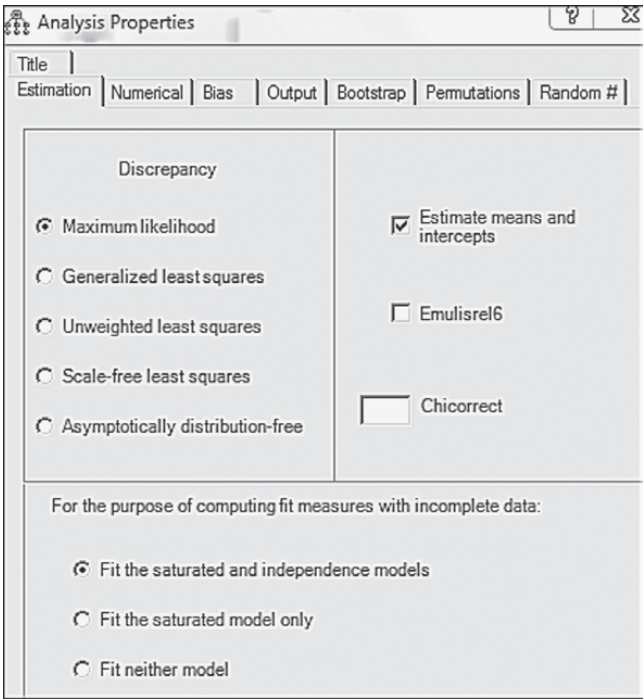 Analysis Properties
Title
Estimation Numerical Bias Output Bootstrap Permutations Random #
Discrepancy
Maximum likelihood
Generalized least squares
Unweighted least squares
Scale-free least squares
Asymptotically distribution-free
Estimate means and
intercepts
Emulisrel6
Chicorrect
For the purpose of computing fit measures with incomplete data:
Fit the saturated and independence models
Fit the saturated model only
Fit neither model